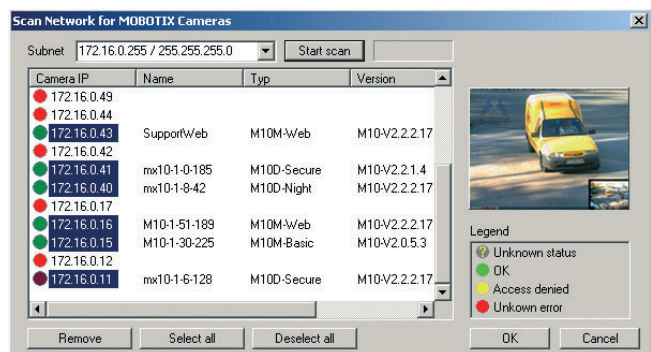 Scan Network for MOBOTIX Cameras
Subnet 172.16.0.255 / 255.255.255.0 Start scan
Camera IP Name Typ Version
172.16.0.49
172.16.0.44
172.16.0.43 SupportWeb M10M-Web M10-V2.2.2.17
172.16.0.42
172.16.0.41 mx10-1-0-185 M10D-Secure M10-V2.2.1.4
172.16.0.40 mx10-1-8-42 M10D-Night M10-V2.2.2.17
172.16.0.17
172.16.0.16 M10-1-51-189 M10M-Web M10-V2.2.2.17
172.16.0.15 M10-1-30-225 M10M-Basic M10-V2.0.5.3
172.16.0.12
172.16.0.11 mx10-1-6-128 M10D-Secure M10-V2.2.2.17
Legend
Unknown status
OK
Access denied
Unkown error
Remove Select all Deselect all OK Cancel